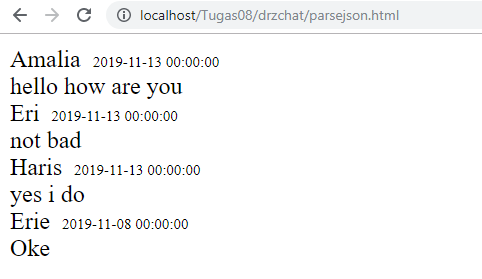 localhost/Tugas08/drzchat/parsejson.html
Amalia 2019-11-13 00:00:00
hello how are you
Eri 2019-11-13 00:00:00
not bad
Haris 2019-11-13 00:00:00
yes i do
Erie 2019-11-08 00:00:00
Oke